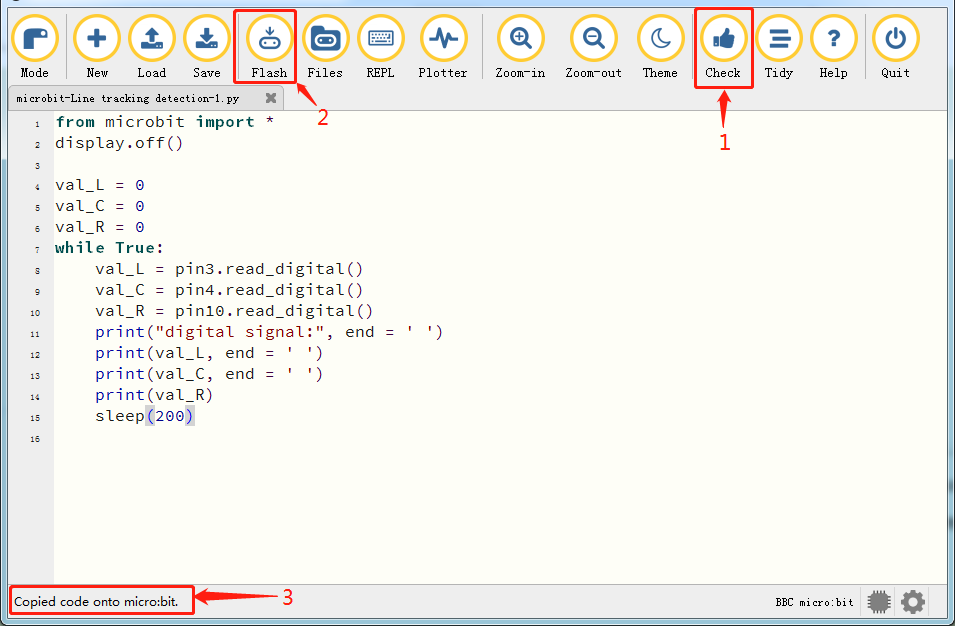 Mode New Load Save Flash Files REPL Plotter Zoom-in Zoom-out Theme Check Tidy Help Quit
microbit-Line tracking detection-1.py
2
1
1 from microbit import *
2 display.off()
3
4 val_L = 0
5 val_C = 0
6 val_R = 0
7 while True:
8     val_L = pin3.read_digital()
9     val_C = pin4.read_digital()
10     val_R = pin10.read_digital()
11     print("digital signal:", end = ' ')
12     print(val_L, end = ' ')
13     print(val_C, end = ' ')
14     print(val_R)
15     sleep(200)
16
Copied code onto micro:bit. 3
BBC micro:bit